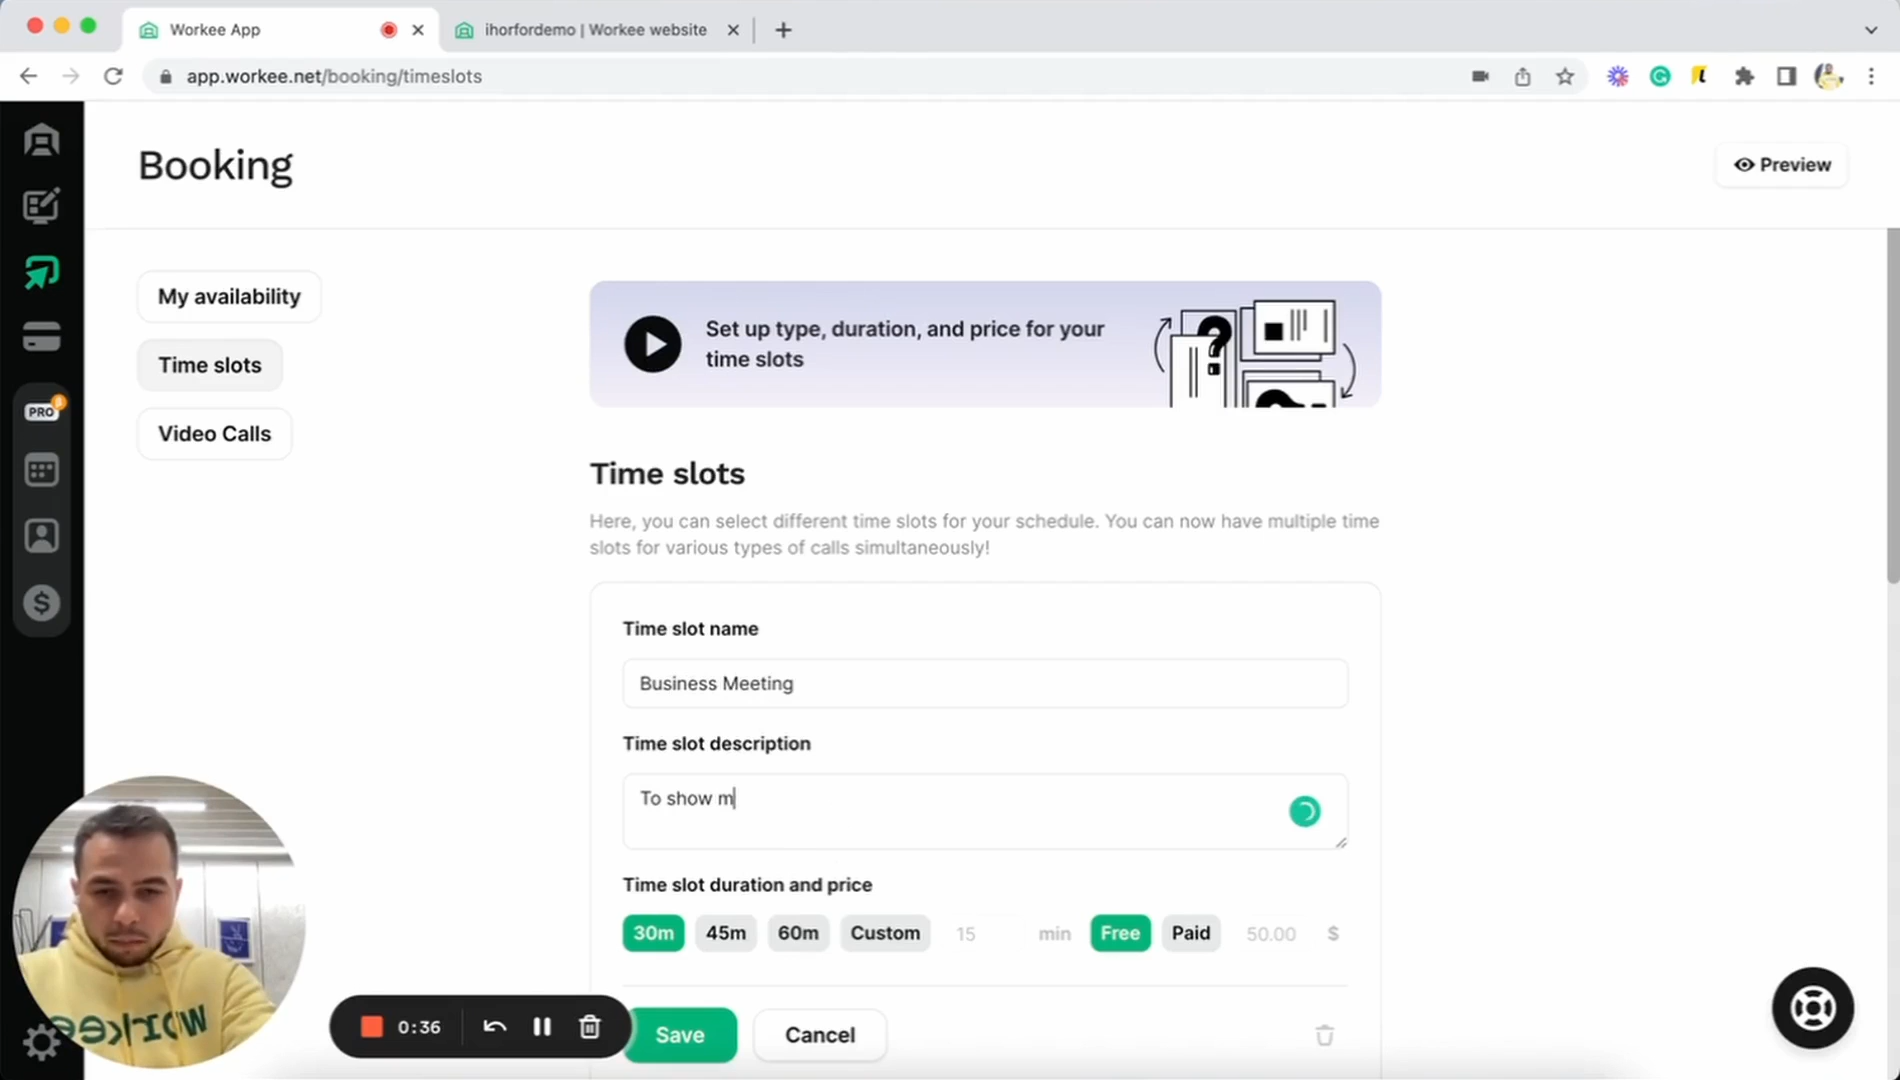 Workee App
ihorfordemo | Workee website
app.workee.net/booking/timeslots
Booking
Preview
PRO
My availability
Time slots
Video Calls
Set up type, duration, and price for your
time slots
Time slots
Here, you can select different time slots for your schedule. You can now have multiple time
slots for various types of calls simultaneously!
Time slot name
Business Meeting
Time slot description
To show m
Time slot duration and price
30m 45m 60m Custom 15 min Free Paid 50.00 $
0:36
Save Cancel
workee